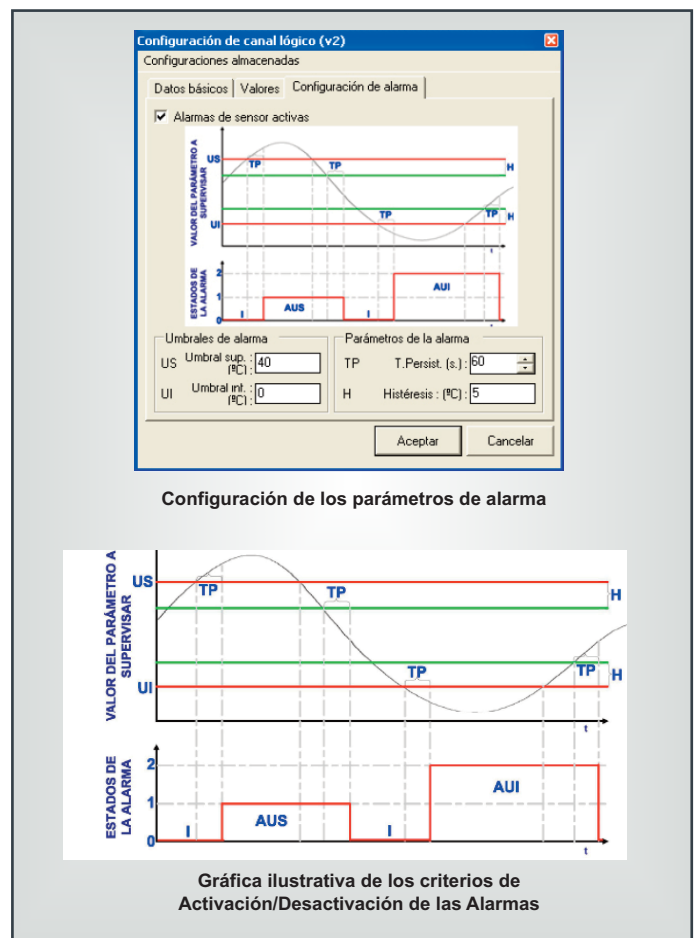 Configuración de canal lógico (v2)
Configuraciones almacenadas
Datos básicos
Valores
Configuración de alarma
Alarmas de sensor activas
VALOR DEL PARÁMETRO A
SUPERVISAR
US
UI
TP
TP
TP
TP
H
H
t
ESTADOS DE
LA ALARMA
2
1
0
I
AUS
I
AUI
Umbrales de alarma
US Umbral sup. : 40
(ºC) :
UI Umbral inf. : 0
(ºC) :
Parámetros de la alarma
TP T.Persist. (s.) : 60
H Histéresis : (ºC) : 5
Aceptar
Cancelar
Configuración de los parámetros de alarma
VALOR DEL PARÁMETRO A
SUPERVISAR
US
UI
TP
TP
TP
TP
H
H
t
ESTADOS DE
LA ALARMA
2
1
0
I
AUS
I
AUI
t
Gráfica ilustrativa de los criterios de
Activación/Desactivación de las Alarmas